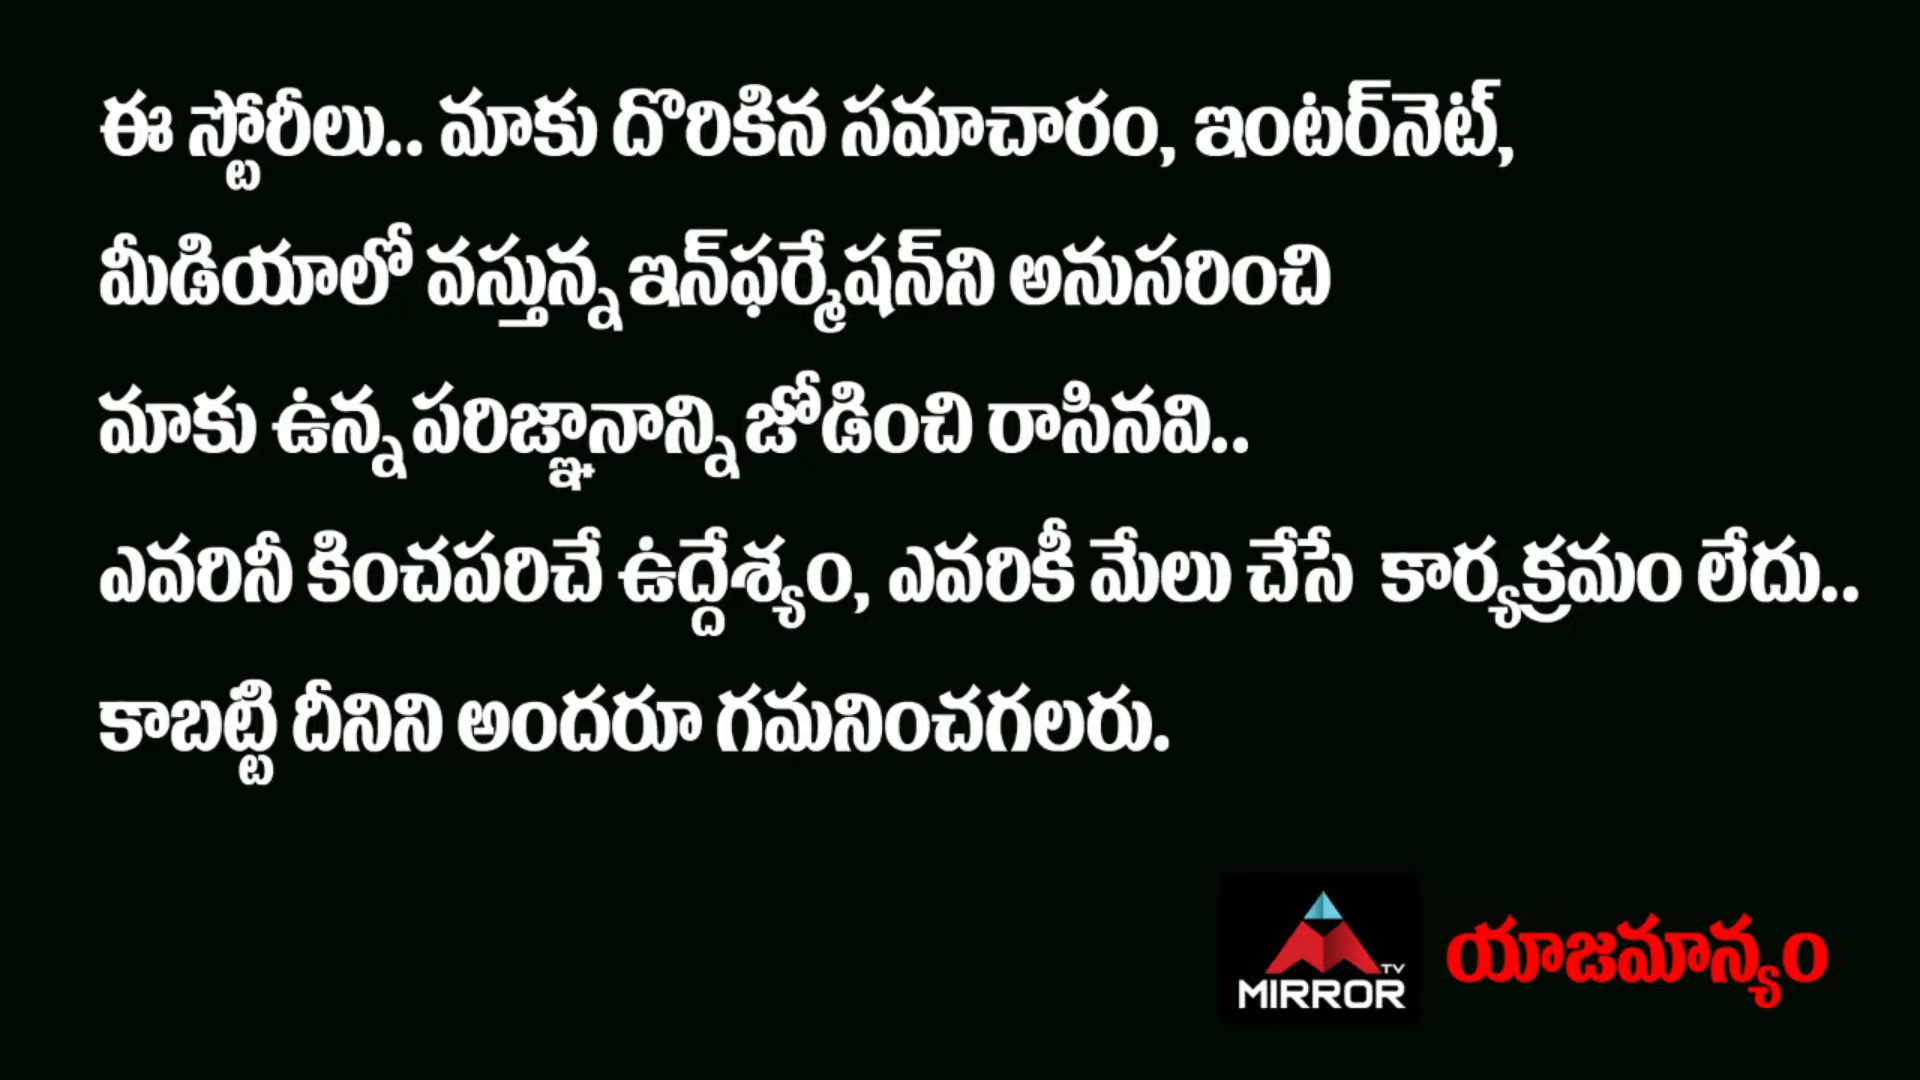 ఈ స్టోరీలు.. మాకు దొరికిన సమాచారం, ఇంటర్‌నెట్,
మీడియాలో వస్తున్న ఇన్‌ఫర్మేషన్‌ని అనుసరించి
మాకు ఉన్న పరిజ్ఞానాన్ని జోడించి రాసినవి..
ఎవరినీ కించపరిచే ఉద్దేశ్యం, ఎవరికీ మేలు చేసే కార్యక్రమం లేదు..
కాబట్టి దీనిని అందరూ గమనించగలరు.
TV
MIRROR యాజమాన్యం